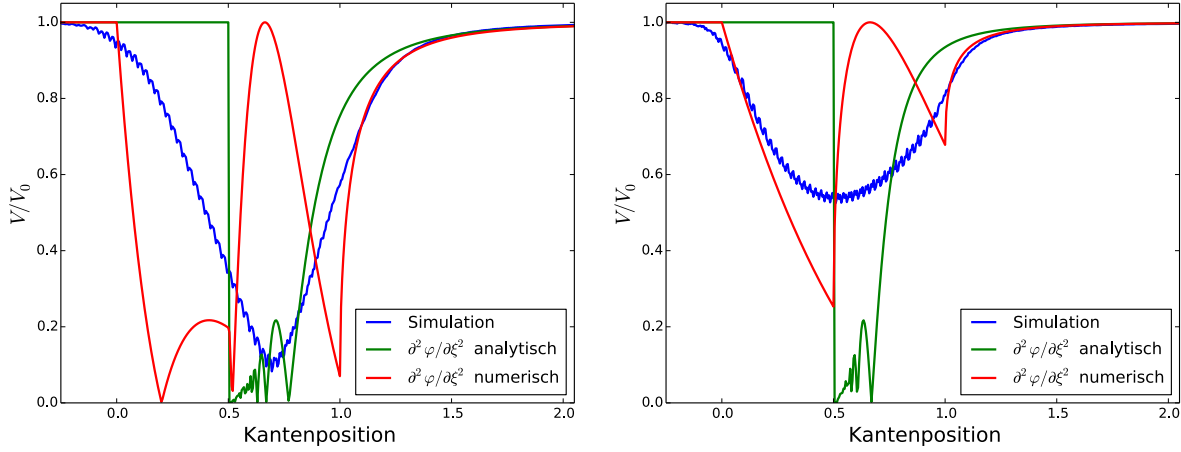 V/V₀
1.0
0.8
0.6
0.4
0.2
0.0
0.0 0.5 1.0 1.5 2.0
Kantenposition
Simulation
∂²φ/∂ξ² analytisch
∂²φ/∂ξ² numerisch
V/V₀
1.0
0.8
0.6
0.4
0.2
0.0
0.0 0.5 1.0 1.5 2.0
Kantenposition
Simulation
∂²φ/∂ξ² analytisch
∂²φ/∂ξ² numerisch